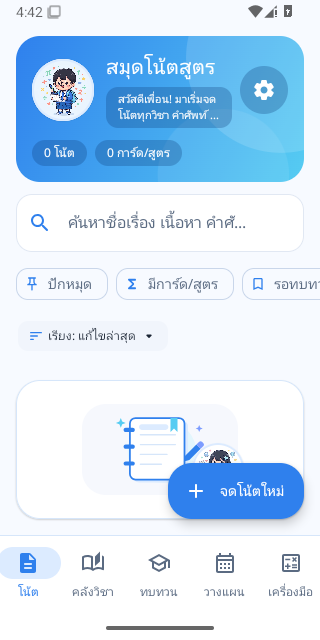 4:42
สมุดโน้ตสูตร
สวัสดีเพื่อน! มาเริ่มจด
โน้ตทุกวิชา คำศัพท์ ...
0 โน้ต
0 การ์ด/สูตร
ค้นหาชื่อเรื่อง เนื้อหา คำศั...
ปักหมุด
มีการ์ด/สูตร
รอทบท
เรียง: แก้ไขล่าสุด
จดโน้ตใหม่
โน้ต
คลังวิชา
ทบทวน
วางแผน
เครื่องมือ